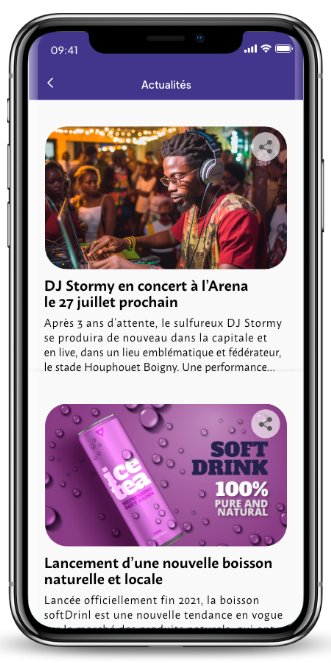 09:41
Actualités
DJ Stormy en concert à l'Arena
le 27 juillet prochain
Après 3 ans d'attente, le sulfureux DJ Stormy
se produira de nouveau dans la capitale et
en live, dans un lieu emblématique et fédérateur,
le stade Houphouet Boigny. Une performance...
ice
tea
SOFT
DRINK
100%
PURE AND
NATURAL
Lancement d'une nouvelle boisson
naturelle et locale
Lancée officiellement fin 2021, la boisson
softDrinl est une nouvelle tendance en vogue